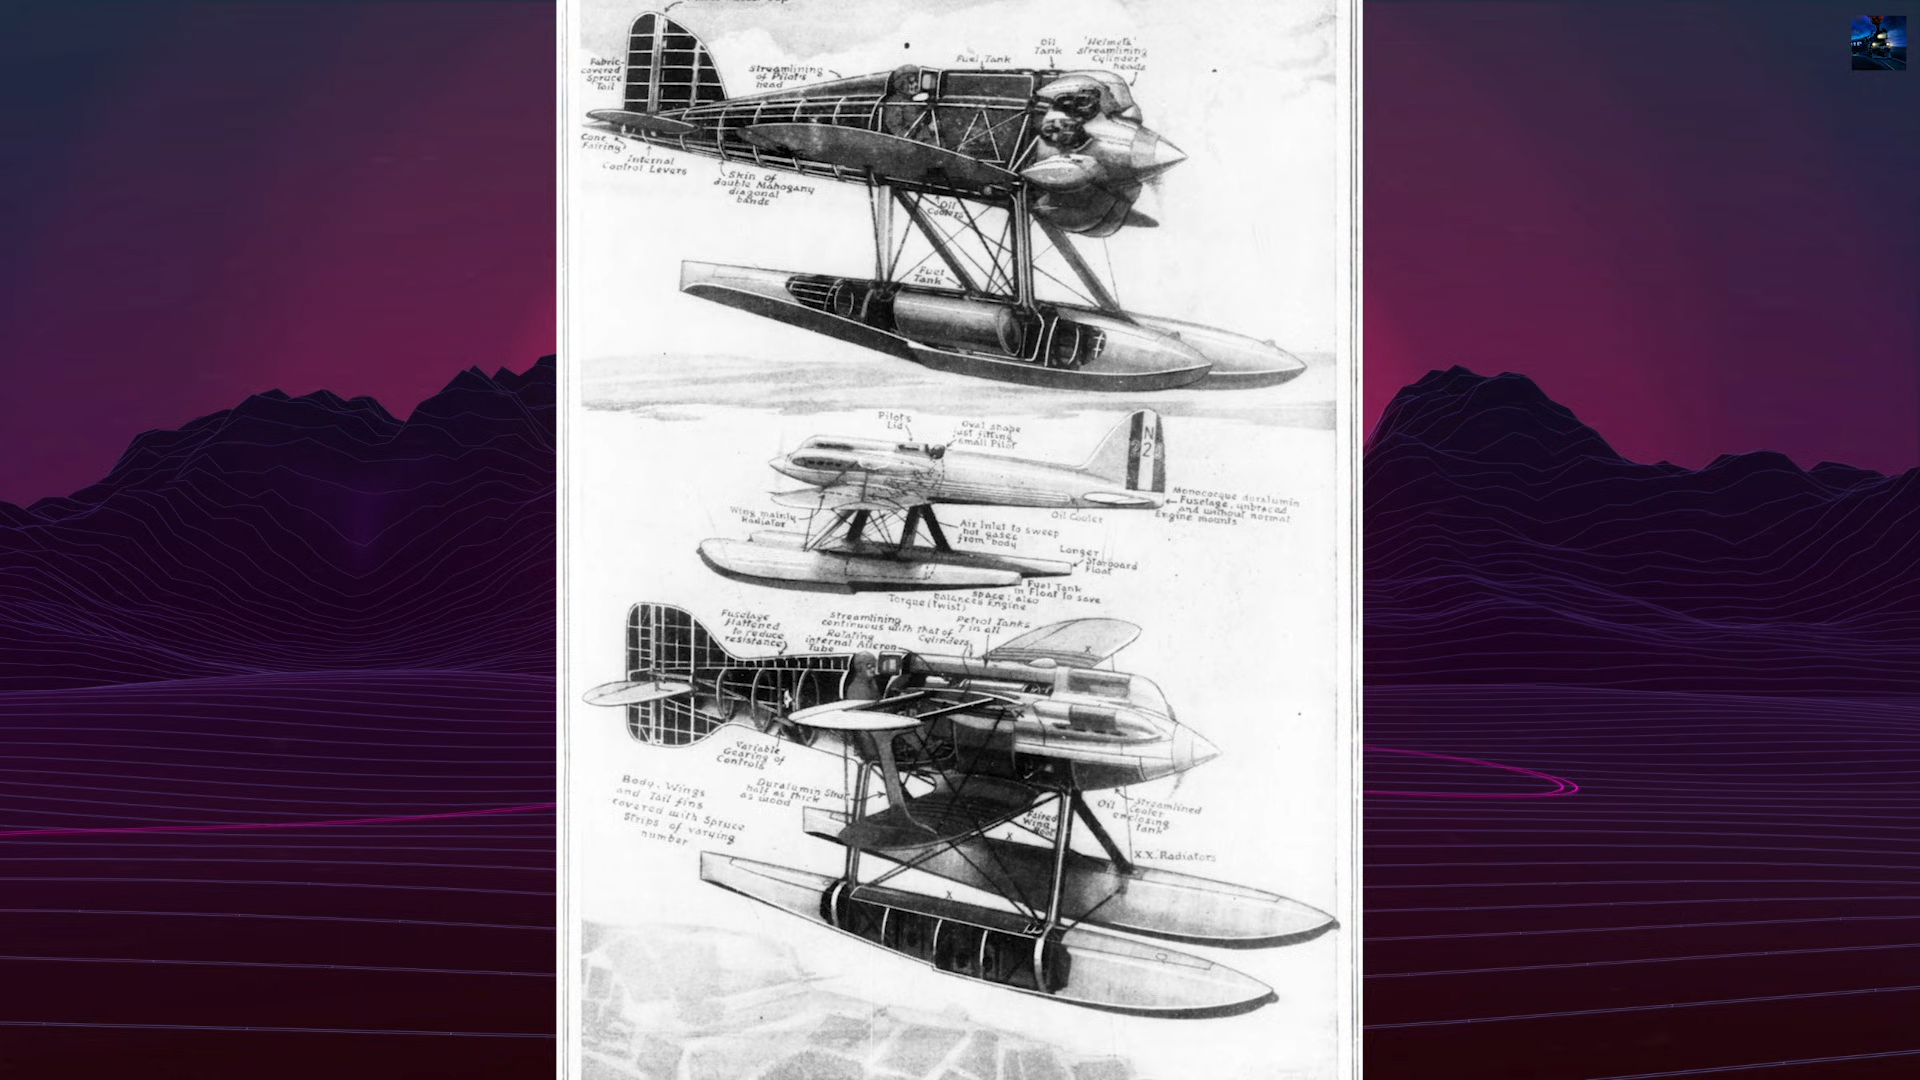 Fabric-
covered
Spruce
Tail
Streamlining
of Pilot's
head
Fuel Tank
Oil
Tank
'Helmets'
streamlining
Cylinder
heads
Cone
Fairing
Internal
Control Levers
Skin of
double Mahogany
diagonal
bands
Oil
Coolers
Fuel
Tank
Pilot's
Lid
Oval shape
just fitting
small Pilot
N
2
Monocoque duralumin
Fuselage, unbraced
and without normal
Engine mounts
Wing mainly
Radiator
Oil Cooler
Air Inlet to sweep
hot gases
from body
Longer
Starboard
Float
Fuel Tank
in Float to save
space: also
balances Engine
Torque (twist)
Fuselage
flattened
to reduce
resistance
Streamlining
continuous with that of
Cylinders
Rotating
internal Aileron
Tube
Petrol Tanks
7 in all
X
Variable
Gearing of
Controls
Body, Wings
and Tail fins
covered with Spruce
Strips of varying
number
Duralumin Strut
half as thick
as wood
Faired
Wing
Root
X
Oil
Streamlined
Cooler
enclosing
tank
X.X. Radiators
X